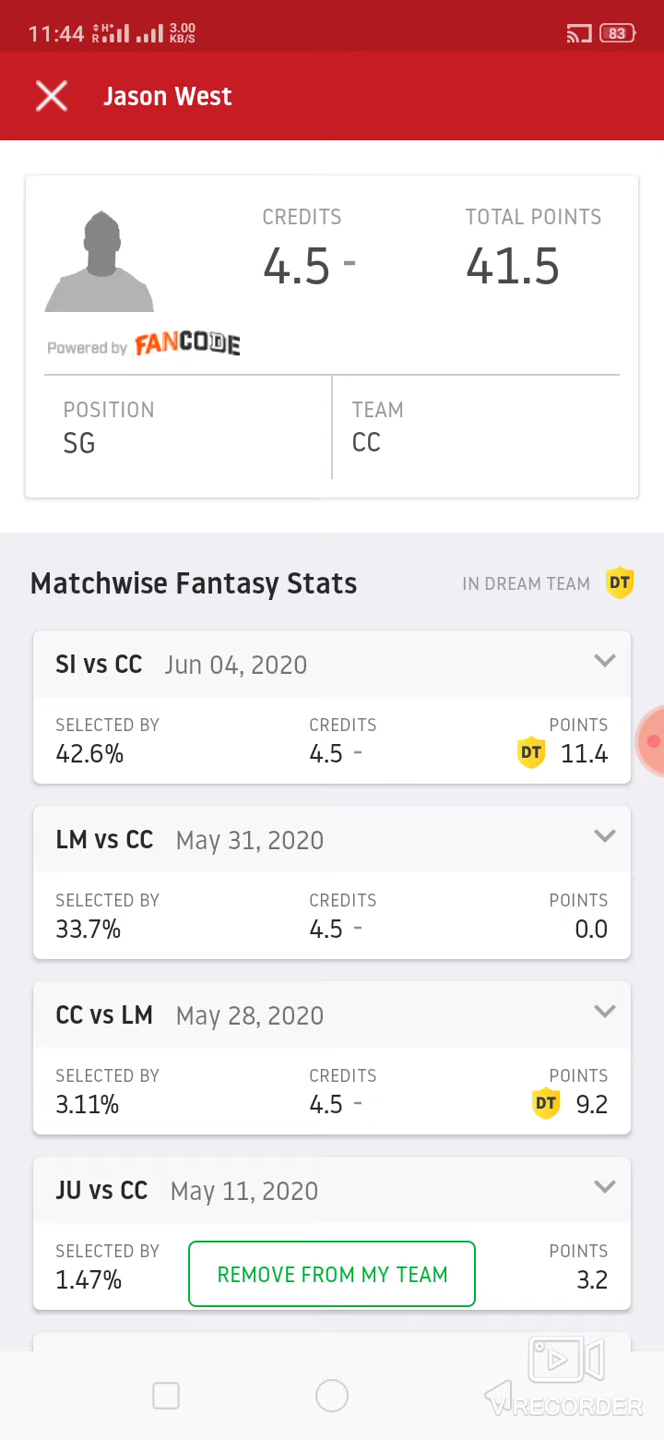 11:44 R H+ 3.00 KB/S 83
Jason West
CREDITS TOTAL POINTS
4.5 - 41.5
Powered by FANCODE
POSITION TEAM
SG CC
Matchwise Fantasy Stats IN DREAM TEAM DT
SI vs CC Jun 04, 2020
SELECTED BY CREDITS POINTS
42.6% 4.5 - DT 11.4
LM vs CC May 31, 2020
SELECTED BY CREDITS POINTS
33.7% 4.5 - 0.0
CC vs LM May 28, 2020
SELECTED BY CREDITS POINTS
3.11% 4.5 - DT 9.2
JU vs CC May 11, 2020
SELECTED BY POINTS
1.47% REMOVE FROM MY TEAM 3.2
VRECORDER